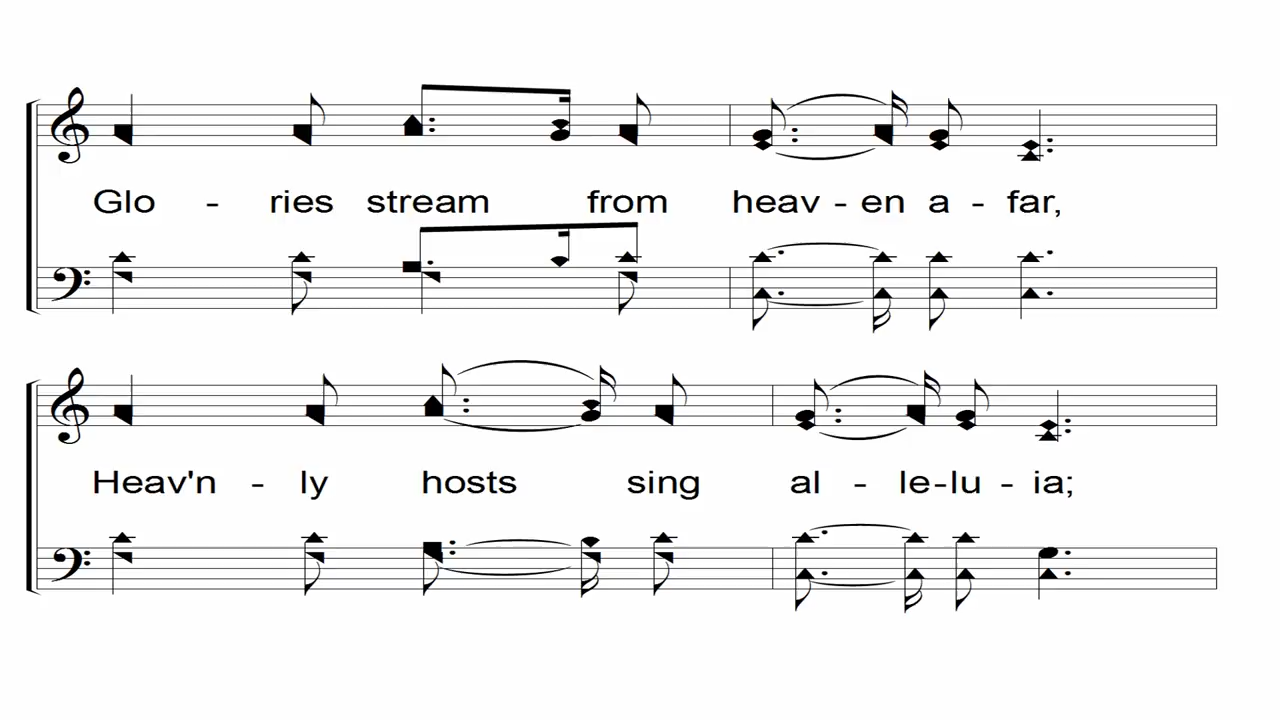 Glo - ries stream from heav - en a - far,
Heav'n - ly hosts sing al - le-lu - ia;